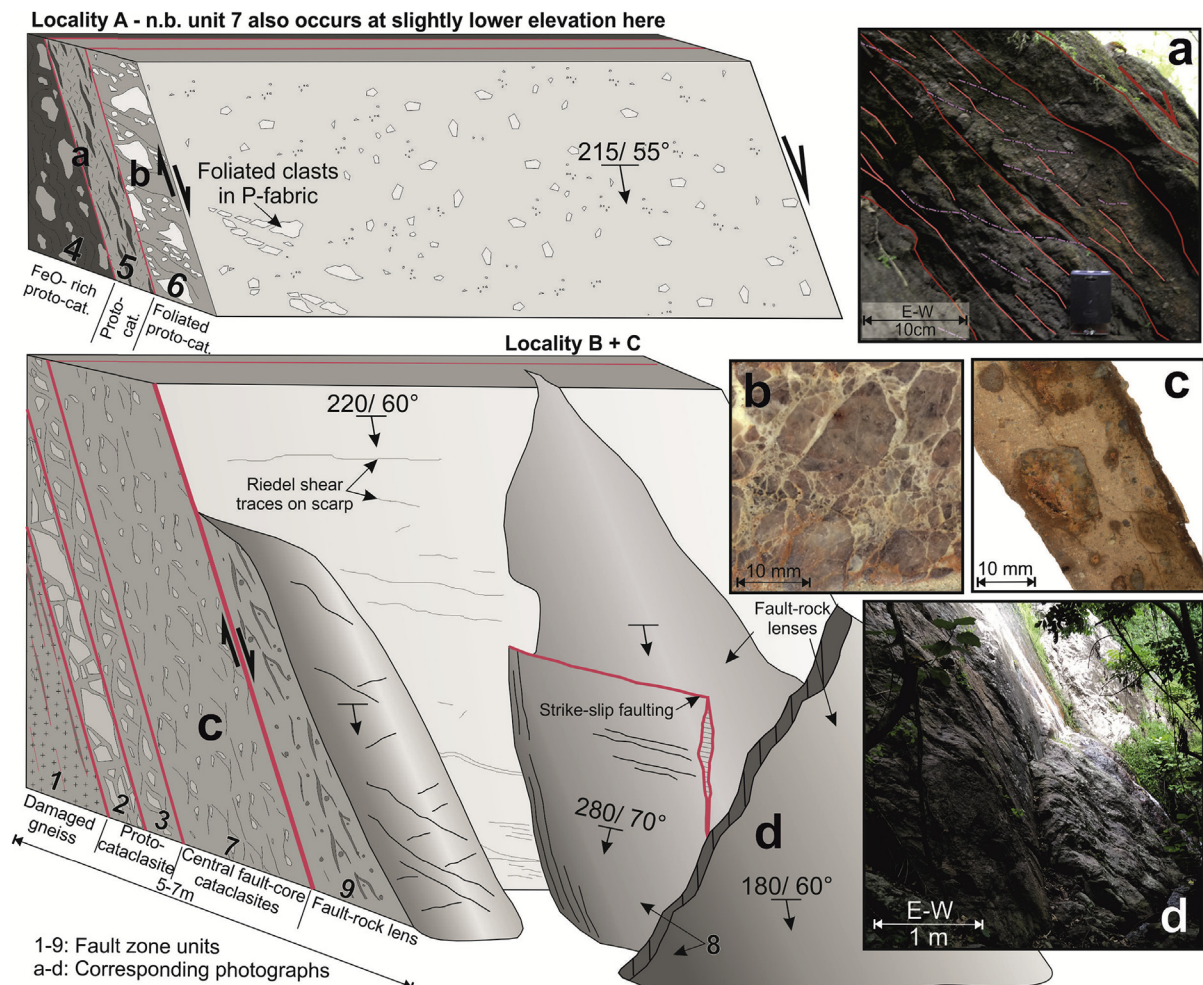 Locality A - n.b. unit 7 also occurs at slightly lower elevation here
a
b
Foliated clasts
in P-fabric
215/ 55°
4
5
6
FeO- rich
proto-cat.
Proto-
cat.
Foliated
proto-cat.
a
E-W
10cm
Locality B + C
220/ 60°
Riedel shear
traces on scarp
c
Fault-rock
lenses
Strike-slip faulting
280/ 70°
d
180/ 60°
8
1
2
3
7
9
Damaged
gneiss
Proto-
cataclasite
Central fault-core
cataclasites
Fault-rock lens
5-7m
1-9: Fault zone units
a-d: Corresponding photographs
b
10 mm
c
10 mm
E-W
1 m
d